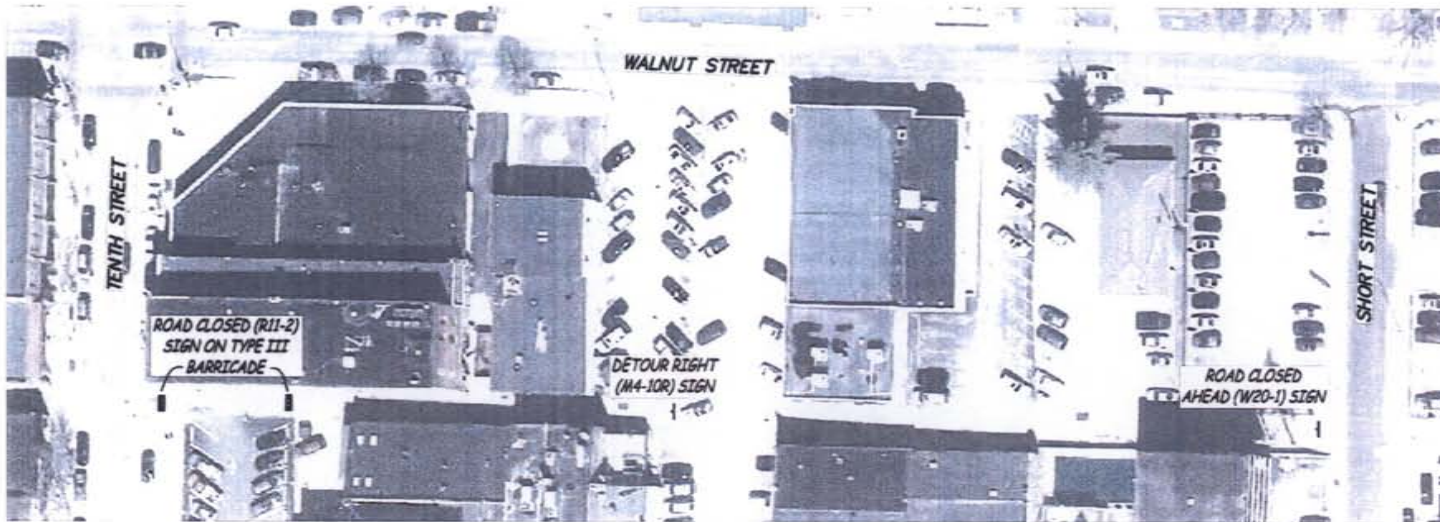 WALNUT STREET
TENTH STREET
SHORT STREET
ROAD CLOSED (R11-2)
SIGN ON TYPE III
BARRICADE
DETOUR RIGHT
(M4-10R) SIGN
ROAD CLOSED
AHEAD (W20-1) SIGN